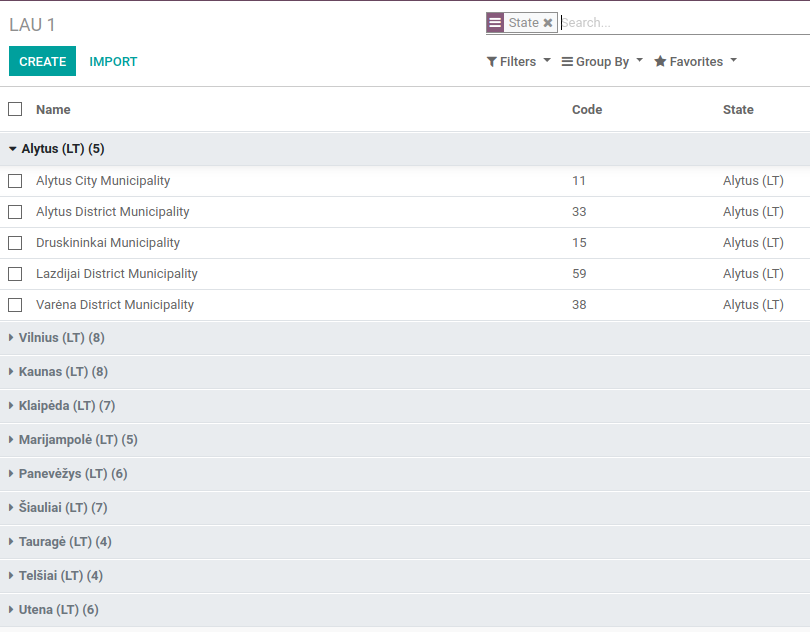 LAU 1
State Search...
CREATE IMPORT
Filters Group By Favorites
Name Code State
Alytus (LT) (5)
Alytus City Municipality 11 Alytus (LT)
Alytus District Municipality 33 Alytus (LT)
Druskininkai Municipality 15 Alytus (LT)
Lazdijai District Municipality 59 Alytus (LT)
Varėna District Municipality 38 Alytus (LT)
Vilnius (LT) (8)
Kaunas (LT) (8)
Klaipėda (LT) (7)
Marijampolė (LT) (5)
Panevėžys (LT) (6)
Šiauliai (LT) (7)
Tauragė (LT) (4)
Telšiai (LT) (4)
Utena (LT) (6)